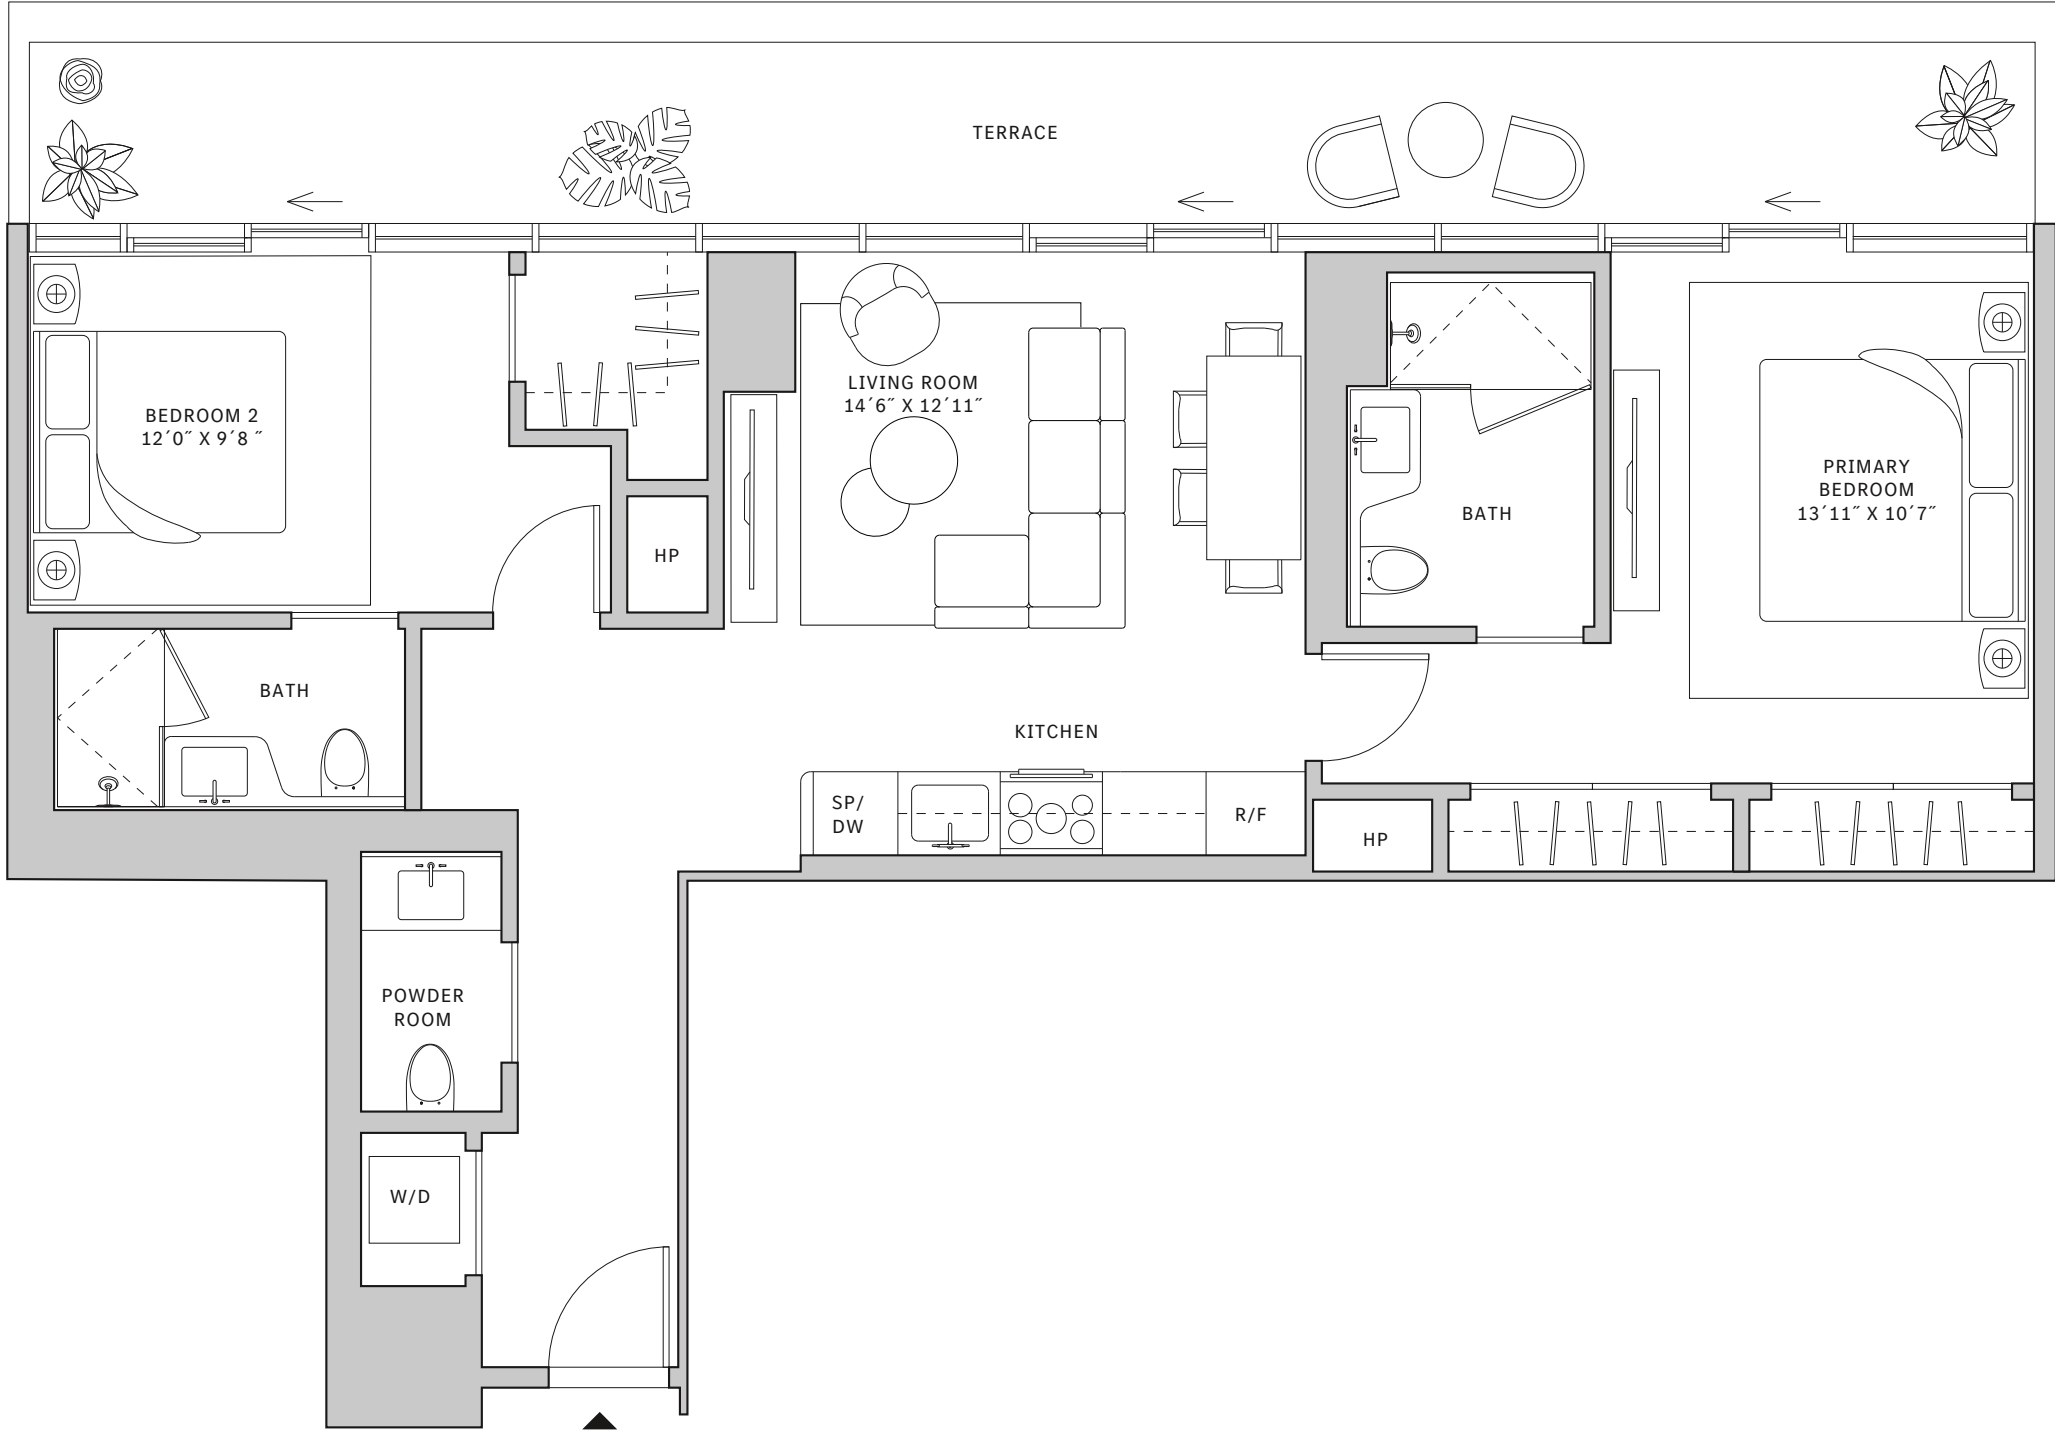 TERRACE
BEDROOM 2
12´0˝ X 9´8 ˝
LIVING ROOM
14´6˝ X 12´11˝
HP
BATH
PRIMARY
BEDROOM
13´11˝ X 10´7˝
BATH
KITCHEN
SP/
DW
R/F
HP
POWDER
ROOM
W/D